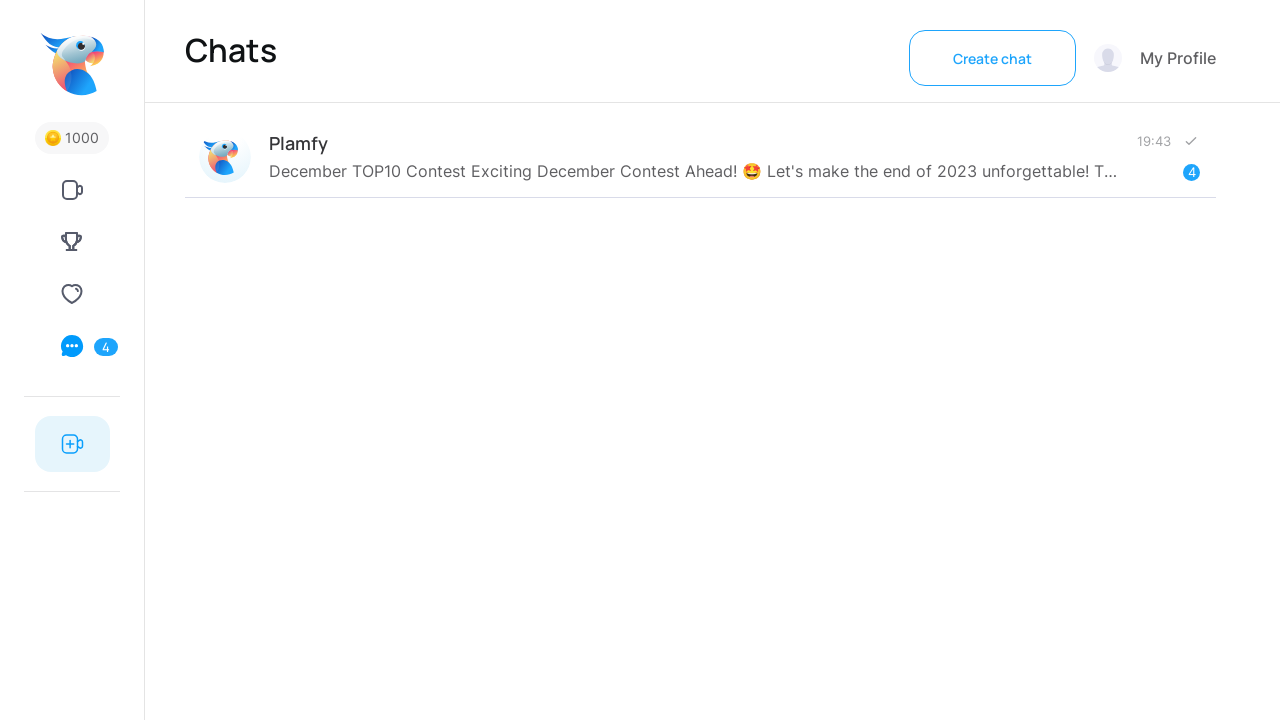 Chats
Create chat
My Profile
1000
Plamfy
19:43
December TOP10 Contest Exciting December Contest Ahead! 🤩 Let's make the end of 2023 unforgettable! T...
4
4